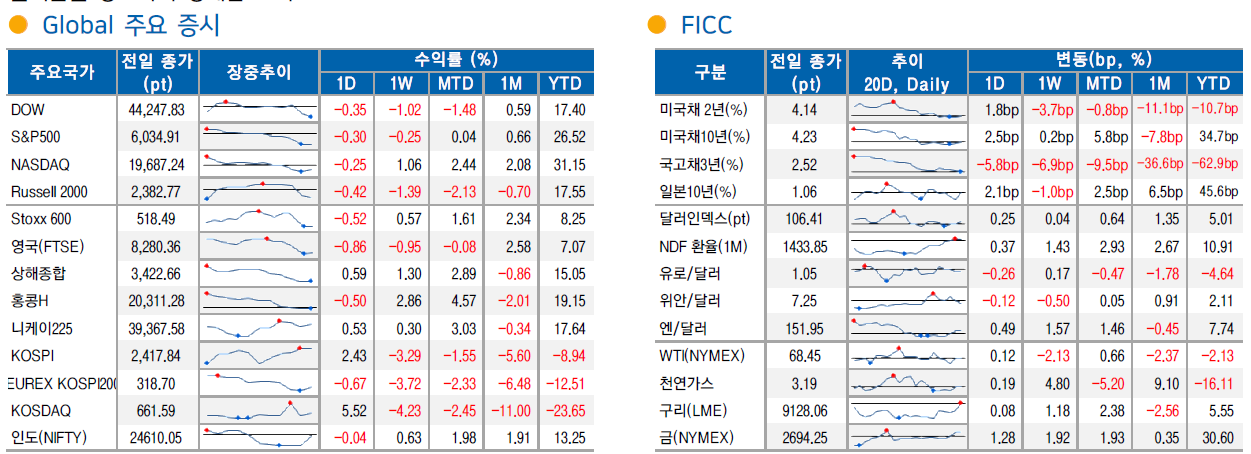 Global 주요 증시
주요국가 전일 종가 (pt) 장중추이 수익률 (%)
1D 1W MTD 1M YTD
DOW 44,247.83 -0.35 -1.02 -1.48 0.59 17.40
S&P500 6,034.91 -0.30 -0.25 0.04 0.66 26.52
NASDAQ 19,687.24 -0.25 1.06 2.44 2.08 31.15
Russell 2000 2,382.77 -0.42 -1.39 -2.13 -0.70 17.55
Stoxx 600 518.49 -0.52 0.57 1.61 2.34 8.25
영국(FTSE) 8,280.36 -0.86 -0.95 -0.08 2.58 7.07
상해종합 3,422.66 0.59 1.30 2.89 -0.86 15.05
홍콩H 20,311.28 -0.50 2.86 4.57 -2.01 19.15
니케이225 39,367.58 0.53 0.30 3.03 -0.34 17.64
KOSPI 2,417.84 2.43 -3.29 -1.55 -5.60 -8.94
EUREX KOSPI200 318.70 -0.67 -3.72 -2.33 -6.48 -12.51
KOSDAQ 661.59 5.52 -4.23 -2.45 -11.00 -23.65
인도(NIFTY) 24610.05 -0.04 0.63 1.98 1.91 13.25
FICC
구분 전일 종가 (pt) 추이 20D, Daily 변동(bp, %)
1D 1W MTD 1M YTD
미국채 2년(%) 4.14 1.8bp -3.7bp -0.8bp -11.1bp -10.7bp
미국채10년(%) 4.23 2.5bp 0.2bp 5.8bp -7.8bp 34.7bp
국고채3년(%) 2.52 -5.8bp -6.9bp -9.5bp -36.6bp -62.9bp
일본10년(%) 1.06 2.1bp -1.0bp 2.5bp 6.5bp 45.6bp
달러인덱스(pt) 106.41 0.25 0.04 0.64 1.35 5.01
NDF 환율(1M) 1433.85 0.37 1.43 2.93 2.67 10.91
유로/달러 1.05 -0.26 0.17 -0.47 -1.78 -4.64
위안/달러 7.25 -0.12 -0.50 0.05 0.91 2.11
엔/달러 151.95 0.49 1.57 1.46 -0.45 7.74
WTI(NYMEX) 68.45 0.12 -2.13 0.66 -2.37 -2.13
천연가스 3.19 0.19 4.80 -5.20 9.10 -16.11
구리(LME) 9128.06 0.08 1.18 2.38 -2.56 5.55
금(NYMEX) 2694.25 1.28 1.92 1.93 0.35 30.60